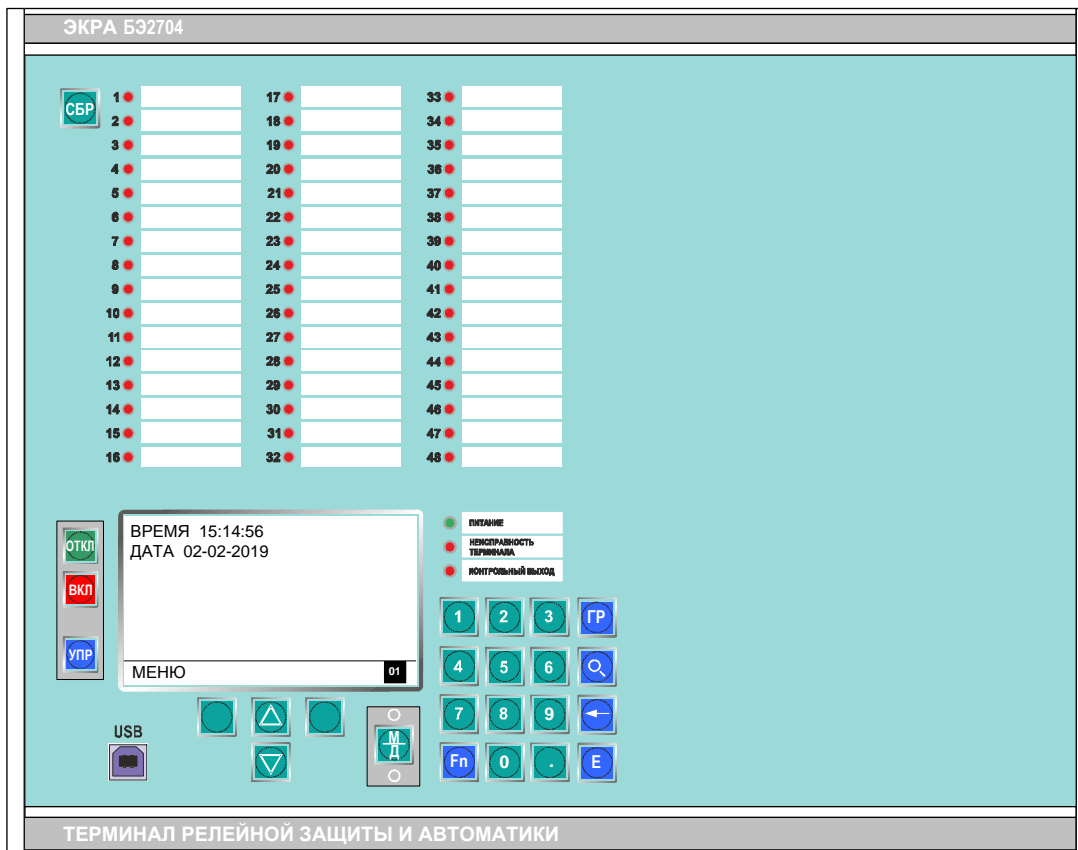 ЭКРА БЭ2704
СБР
1 17 33
2 18 34
3 19 35
4 20 36
5 21 37
6 22 38
7 23 39
8 24 40
9 25 41
10 26 42
11 27 43
12 28 44
13 29 45
14 30 46
15 31 47
16 32 48
ОТКЛ
ВКЛ
УПР
ВРЕМЯ 15:14:56
ДАТА 02-02-2019
МЕНЮ 01
ПИТАНИЕ
НЕИСПРАВНОСТЬ
ТЕРМИНАЛА
КОНТРОЛЬНЫЙ ВЫХОД
1 2 3 ГР
4 5 6
7 8 9
Fn 0 . E
USB
М
Д
ТЕРМИНАЛ РЕЛЕЙНОЙ ЗАЩИТЫ И АВТОМАТИКИ